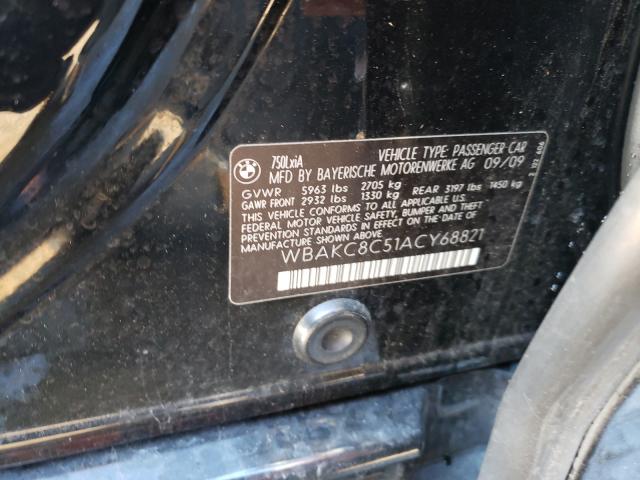 BMW
750LxiA VEHICLE TYPE: PASSENGER CAR
MFD BY BAYERISCHE MOTORENWERKE AG 09/09
GVWR 5963 lbs 2705 kg
GAWR FRONT 2932 lbs 1330 kg REAR 3197 lbs 1450 kg
THIS VEHICLE CONFORMS TO ALL APPLICABLE U.S.
FEDERAL MOTOR VEHICLE SAFETY, BUMPER, AND THEFT
PREVENTION STANDARDS IN EFFECT ON THE DATE OF
MANUFACTURE SHOWN ABOVE.
WBAKC8C51ACY68821